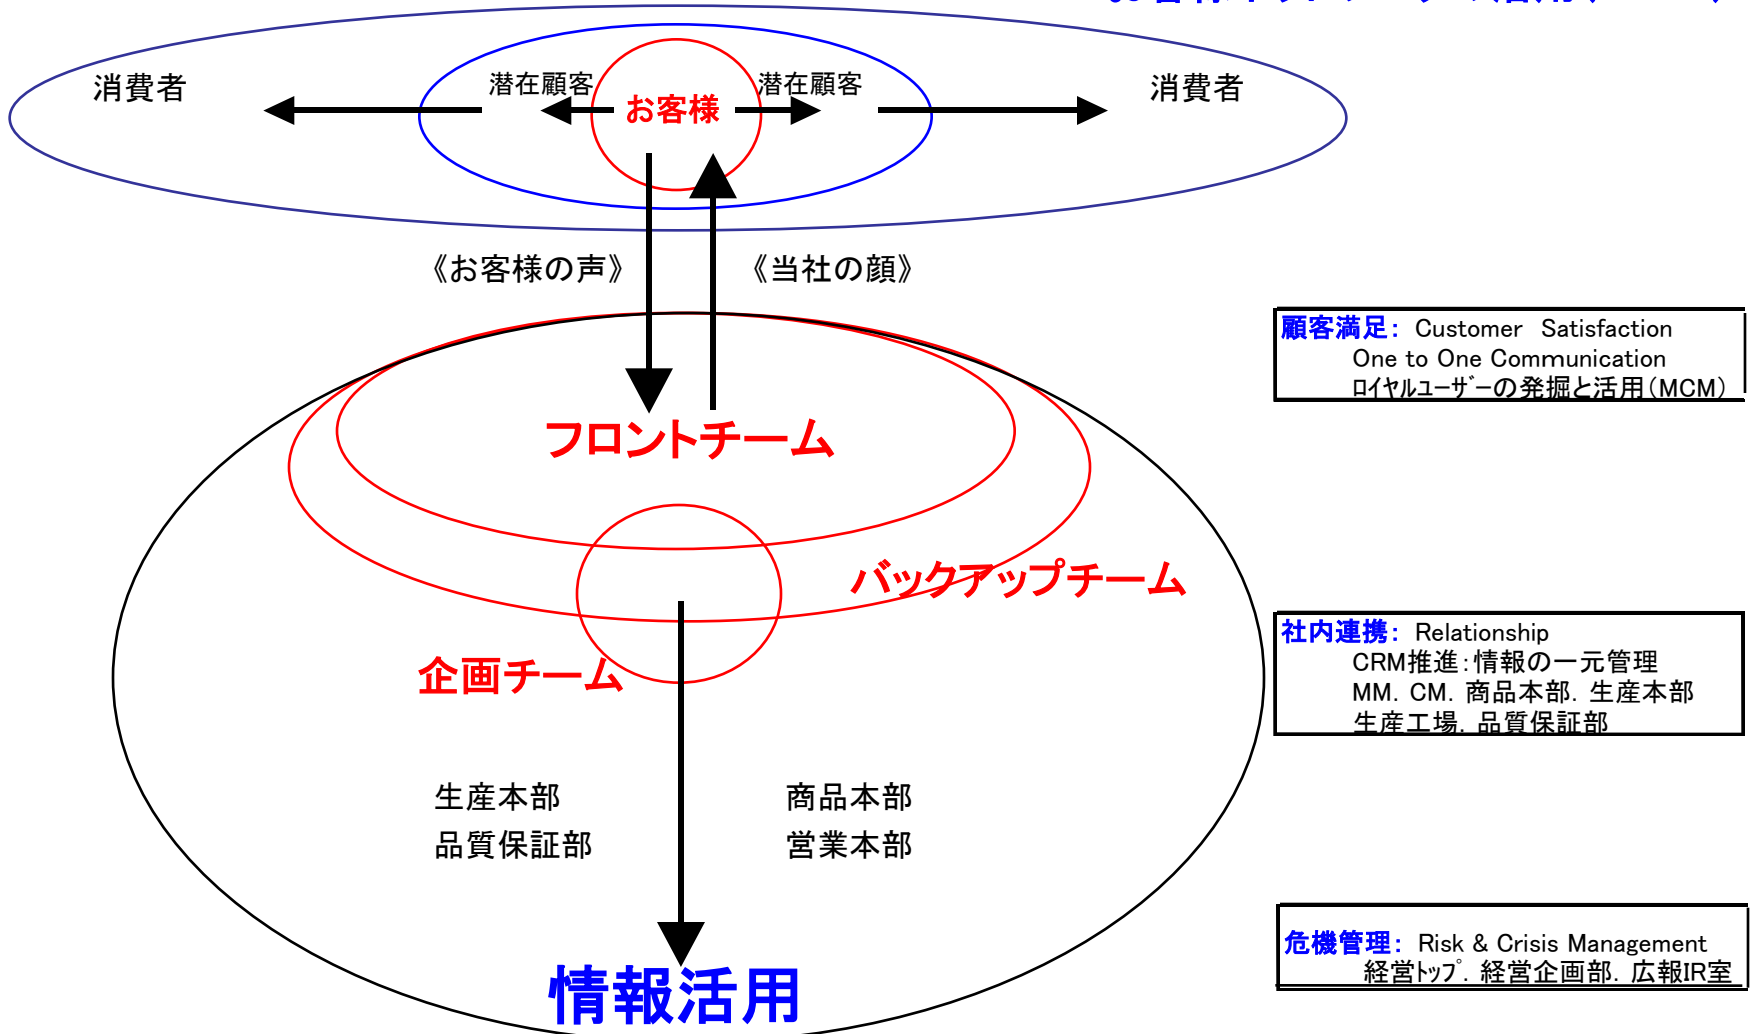 消費者
潜在顧客
お客様
潜在顧客
消費者
《お客様の声》
《当社の顔》
顧客満足: Customer Satisfaction
One to One Communication
ﾛｲﾔﾙﾕｰｻﾞｰの発掘と活用(MCM)
フロントチーム
バックアップチーム
企画チーム
社内連携: Relationship
CRM推進:情報の一元管理
MM. CM. 商品本部. 生産本部
生産工場. 品質保証部
生産本部
商品本部
品質保証部
営業本部
危機管理: Risk & Crisis Management
経営ﾄｯﾌﾟ. 経営企画部. 広報IR室
情報活用